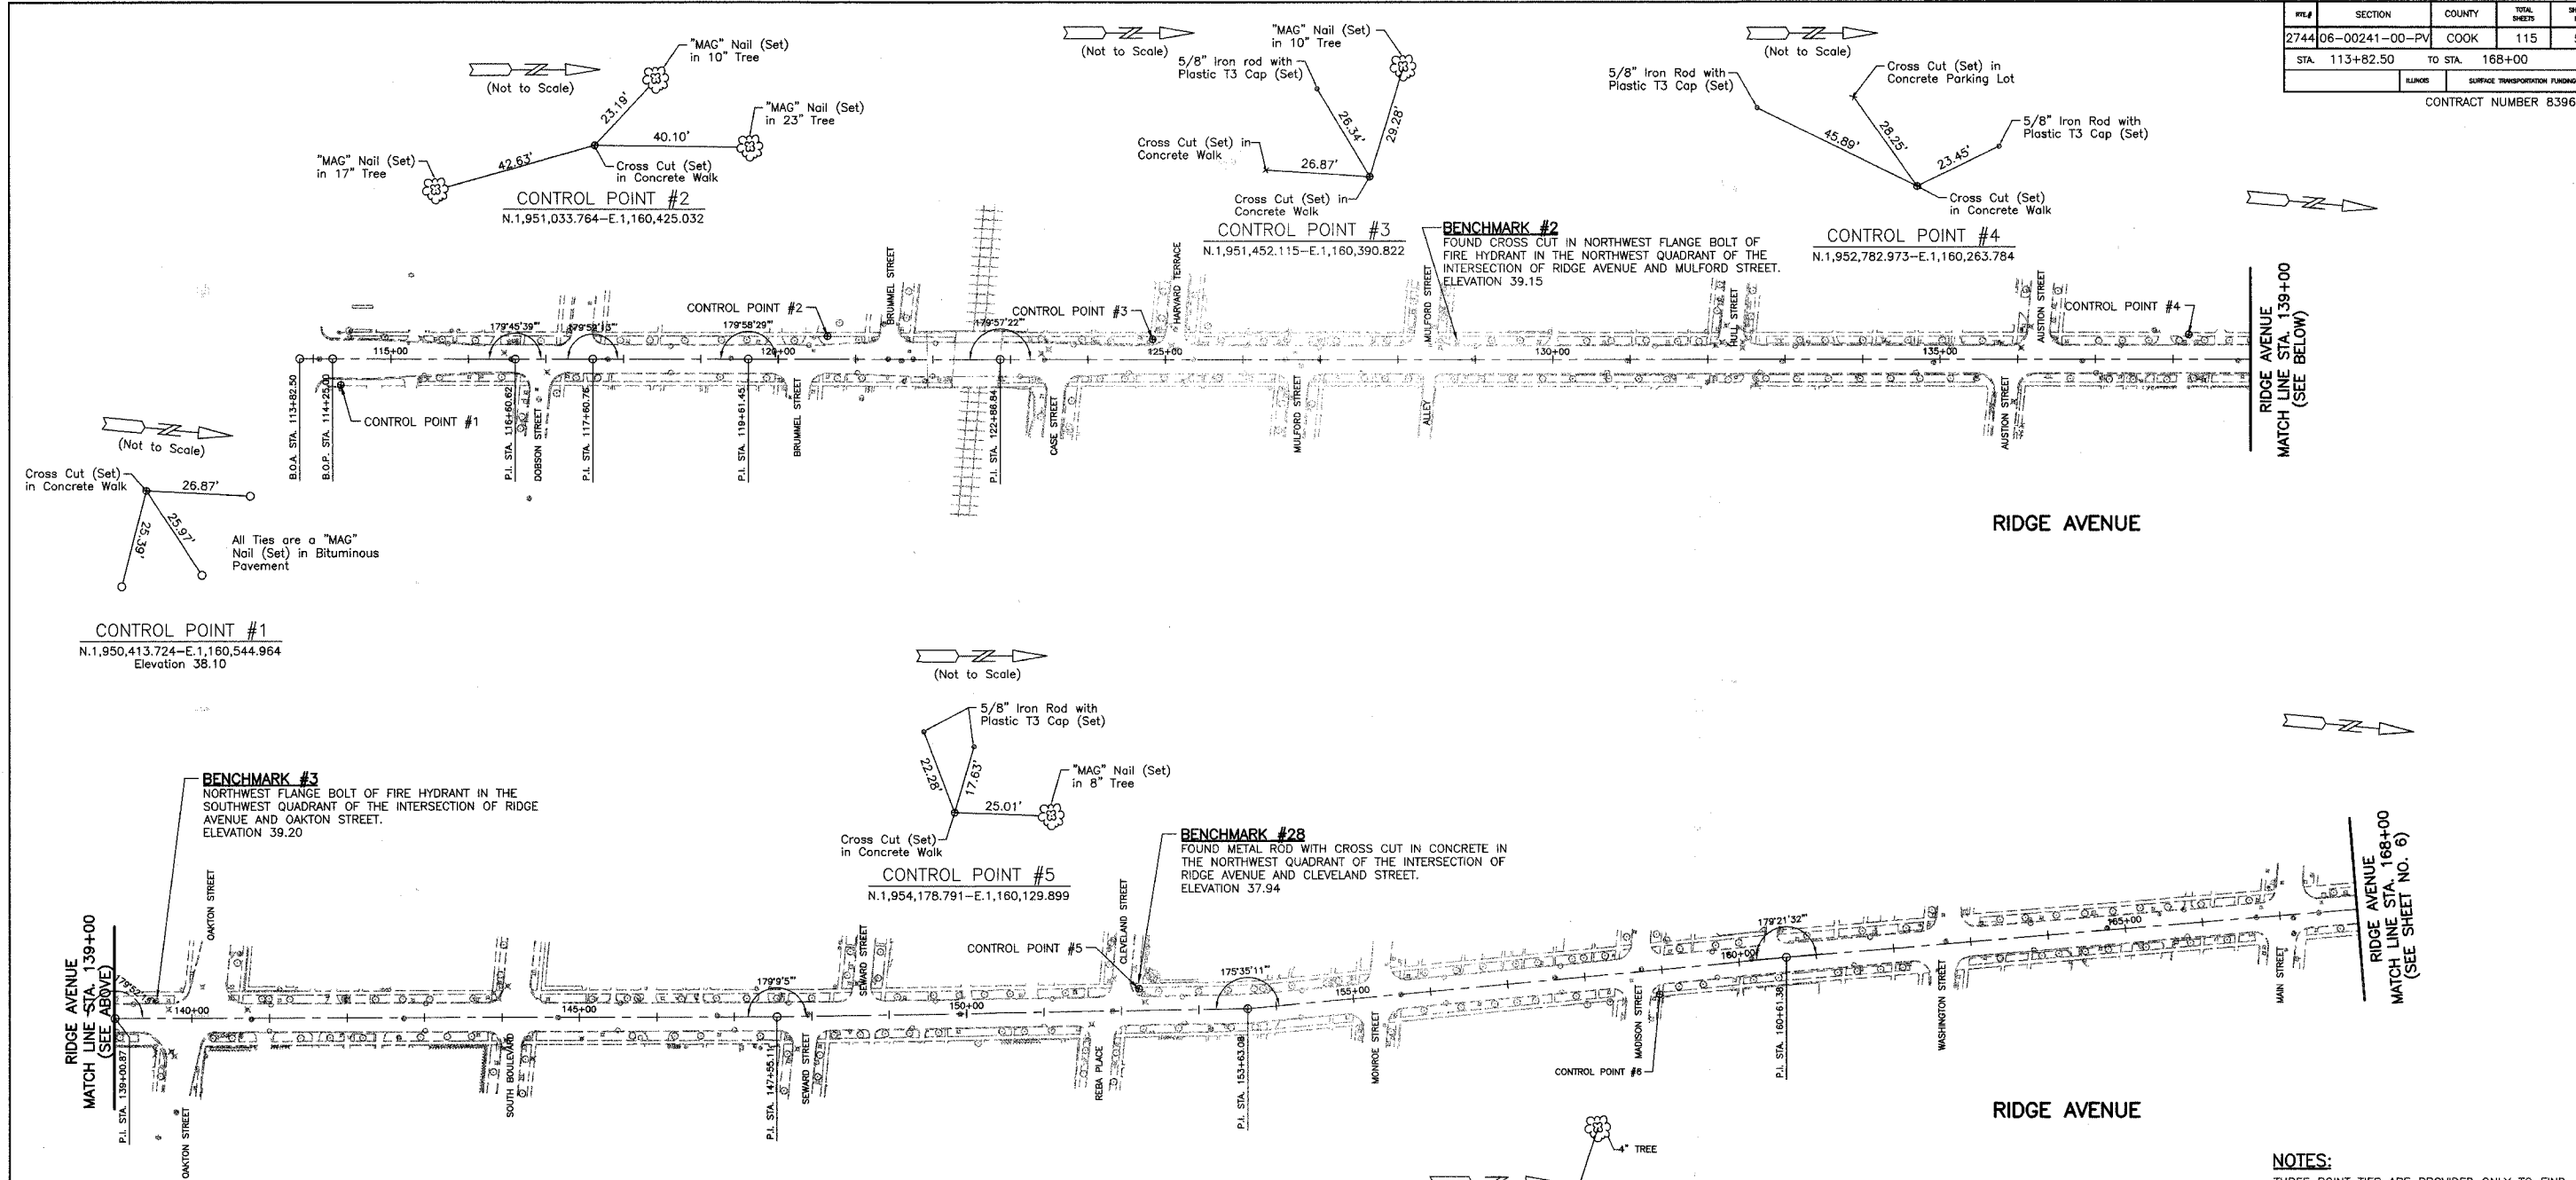 RTE.# SECTION COUNTY TOTAL SHEETS
2744 06-00241-00-PV COOK 115
STA. 113+82.50 TO STA. 168+00
ILLINOIS SURFACE TRANSPORTATION FUNDING
CONTRACT NUMBER 8396
(Not to Scale)
"MAG" Nail (Set)
in 10" Tree
"MAG" Nail (Set)
in 23" Tree
"MAG" Nail (Set)
in 17" Tree
23.19'
40.10'
42.63'
Cross Cut (Set)
in Concrete Walk
CONTROL POINT #2
N.1,951,033.764-E.1,160,425.032
(Not to Scale)
"MAG" Nail (Set)
in 10" Tree
5/8" Iron rod with
Plastic T3 Cap (Set)
26.34'
29.28'
Cross Cut (Set) in
Concrete Walk
26.87'
Cross Cut (Set) in
Concrete Walk
CONTROL POINT #3
N.1,951,452.115-E.1,160,390.822
(Not to Scale)
5/8" Iron Rod with
Plastic T3 Cap (Set)
Cross Cut (Set) in
Concrete Parking Lot
5/8" Iron Rod with
Plastic T3 Cap (Set)
45.89'
28.25'
23.45'
Cross Cut (Set)
in Concrete Walk
CONTROL POINT #4
N.1,952,782.973-E.1,160,263.784
BENCHMARK #2
FOUND CROSS CUT IN NORTHWEST FLANGE BOLT OF
FIRE HYDRANT IN THE NORTHWEST QUADRANT OF THE
INTERSECTION OF RIDGE AVENUE AND MULFORD STREET.
ELEVATION 39.15
BRUMMEL STREET
HARVARD TERRACE
MULFORD STREET
HULL STREET
AUSTION STREET
CONTROL POINT #2
CONTROL POINT #3
CONTROL POINT #4
179°45'39"
179°58'29"
179°57'22"
115+00
120+00
125+00
130+00
135+00
B.O.A. STA. 113+82.50
B.O.P. STA. 114+25.00
CONTROL POINT #1
P.I. STA. 116+60.62
DOBSON STREET
P.I. STA. 117+60.76
P.I. STA. 119+61.45
BRUMMEL STREET
P.I. STA. 122+86.84
CASE STREET
MULFORD STREET
ALLEY
AUSTION STREET
RIDGE AVENUE
MATCH LINE STA. 139+00
(SEE BELOW)
RIDGE AVENUE
(Not to Scale)
Cross Cut (Set)
in Concrete Walk
26.87'
25.39'
25.97'
All Ties are a "MAG"
Nail (Set) in Bituminous
Pavement
CONTROL POINT #1
N.1,950,413.724-E.1,160,544.964
Elevation 38.10
(Not to Scale)
5/8" Iron Rod with
Plastic T3 Cap (Set)
22.28'
17.63'
"MAG" Nail (Set)
in 8" Tree
25.01'
Cross Cut (Set)
in Concrete Walk
CONTROL POINT #5
N.1,954,178.791-E.1,160,129.899
BENCHMARK #3
NORTHWEST FLANGE BOLT OF FIRE HYDRANT IN THE
SOUTHWEST QUADRANT OF THE INTERSECTION OF RIDGE
AVENUE AND OAKTON STREET.
ELEVATION 39.20
BENCHMARK #28
FOUND METAL ROD WITH CROSS CUT IN CONCRETE IN
THE NORTHWEST QUADRANT OF THE INTERSECTION OF
RIDGE AVENUE AND CLEVELAND STREET.
ELEVATION 37.94
RIDGE AVENUE
MATCH LINE STA. 139+00
(SEE ABOVE)
OAKTON STREET
SEWARD STREET
CLEVELAND STREET
CONTROL POINT #5
179°9'5"
175°35'11"
179°21'32"
140+00
145+00
150+00
155+00
160+00
165+00
P.I. STA. 139+00.87
OAKTON STREET
SOUTH BOULEVARD
P.I. STA. 147+55.11
SEWARD STREET
REBA PLACE
P.I. STA. 153+63.08
MONROE STREET
MADISON STREET
CONTROL POINT #6
P.I. STA. 160+61.38
WASHINGTON STREET
MAIN STREET
RIDGE AVENUE
MATCH LINE STA. 168+00
(SEE SHEET NO. 6)
RIDGE AVENUE
4" TREE
NOTES:
THREE POINT TIES ARE PROVIDED ONLY TO FIND